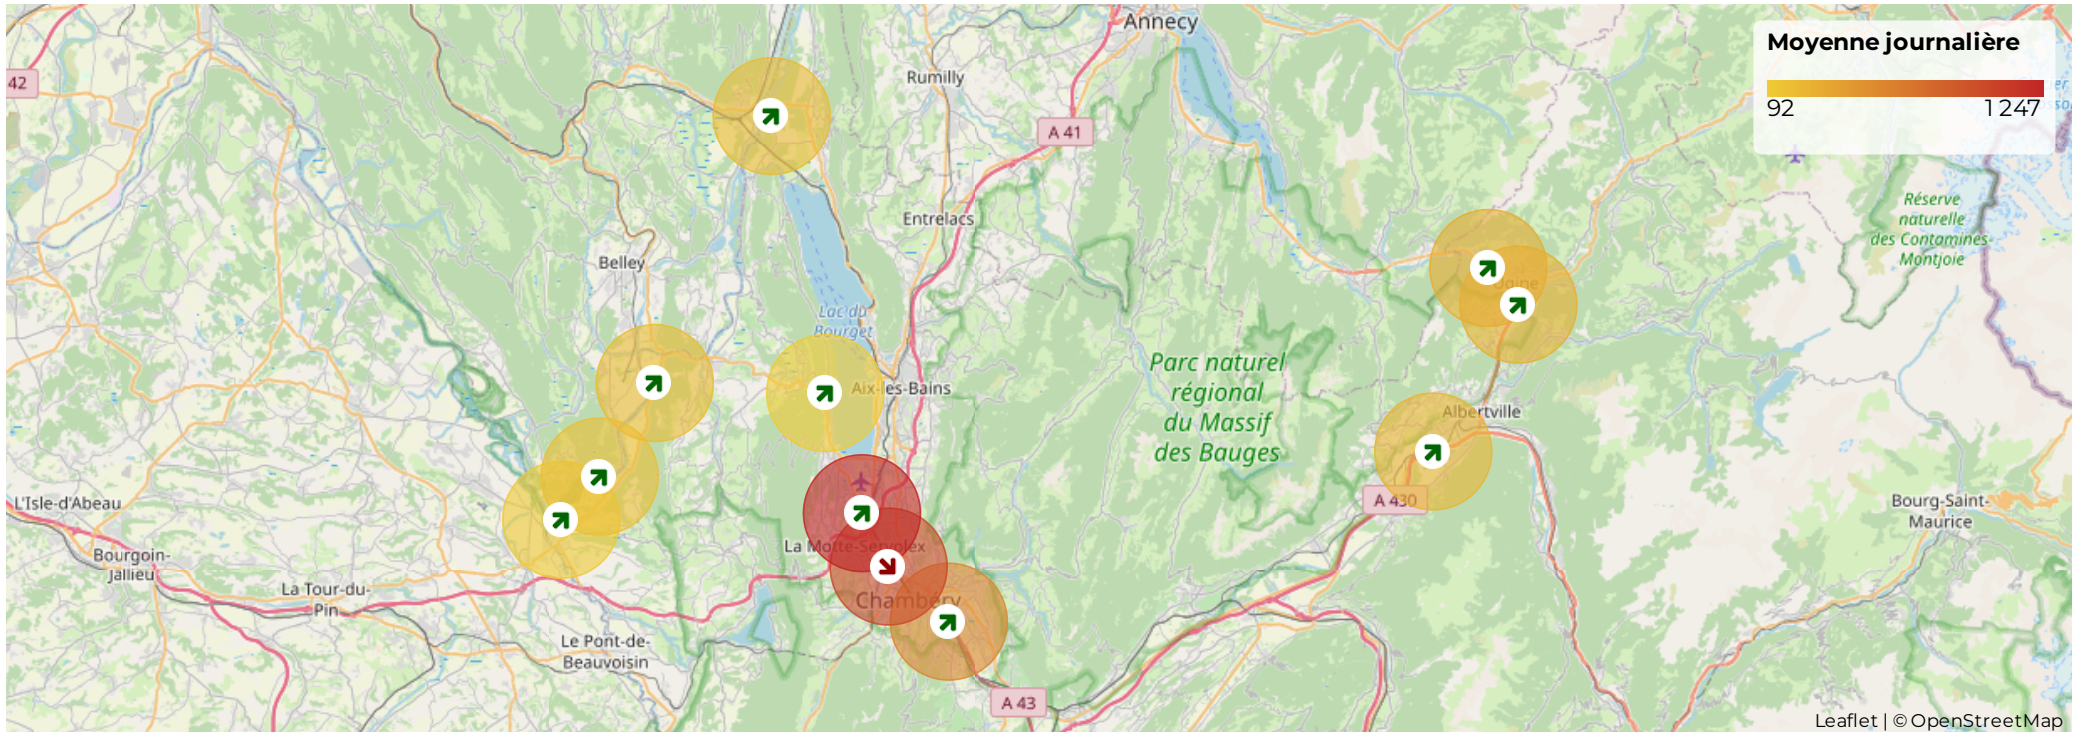 Annecy
Moyenne journalière
92
1 247
42
Rumilly
A 41
Réserve
naturelle
des Contamines-
Montjoie
Entrelacs
Belley
Ugine
Lac du
Bourget
Parc naturel
régional
du Massif
des Bauges
Aix-les-Bains
Albertville
L'Isle-d'Abeau
A 430
Bourg-Saint-
Maurice
Bourgoin-
Jallieu
La Motte-Servolex
La Tour-du-
Pin
Chambéry
Le Pont-de-
Beauvoisin
A 43
Leaflet | © OpenStreetMap